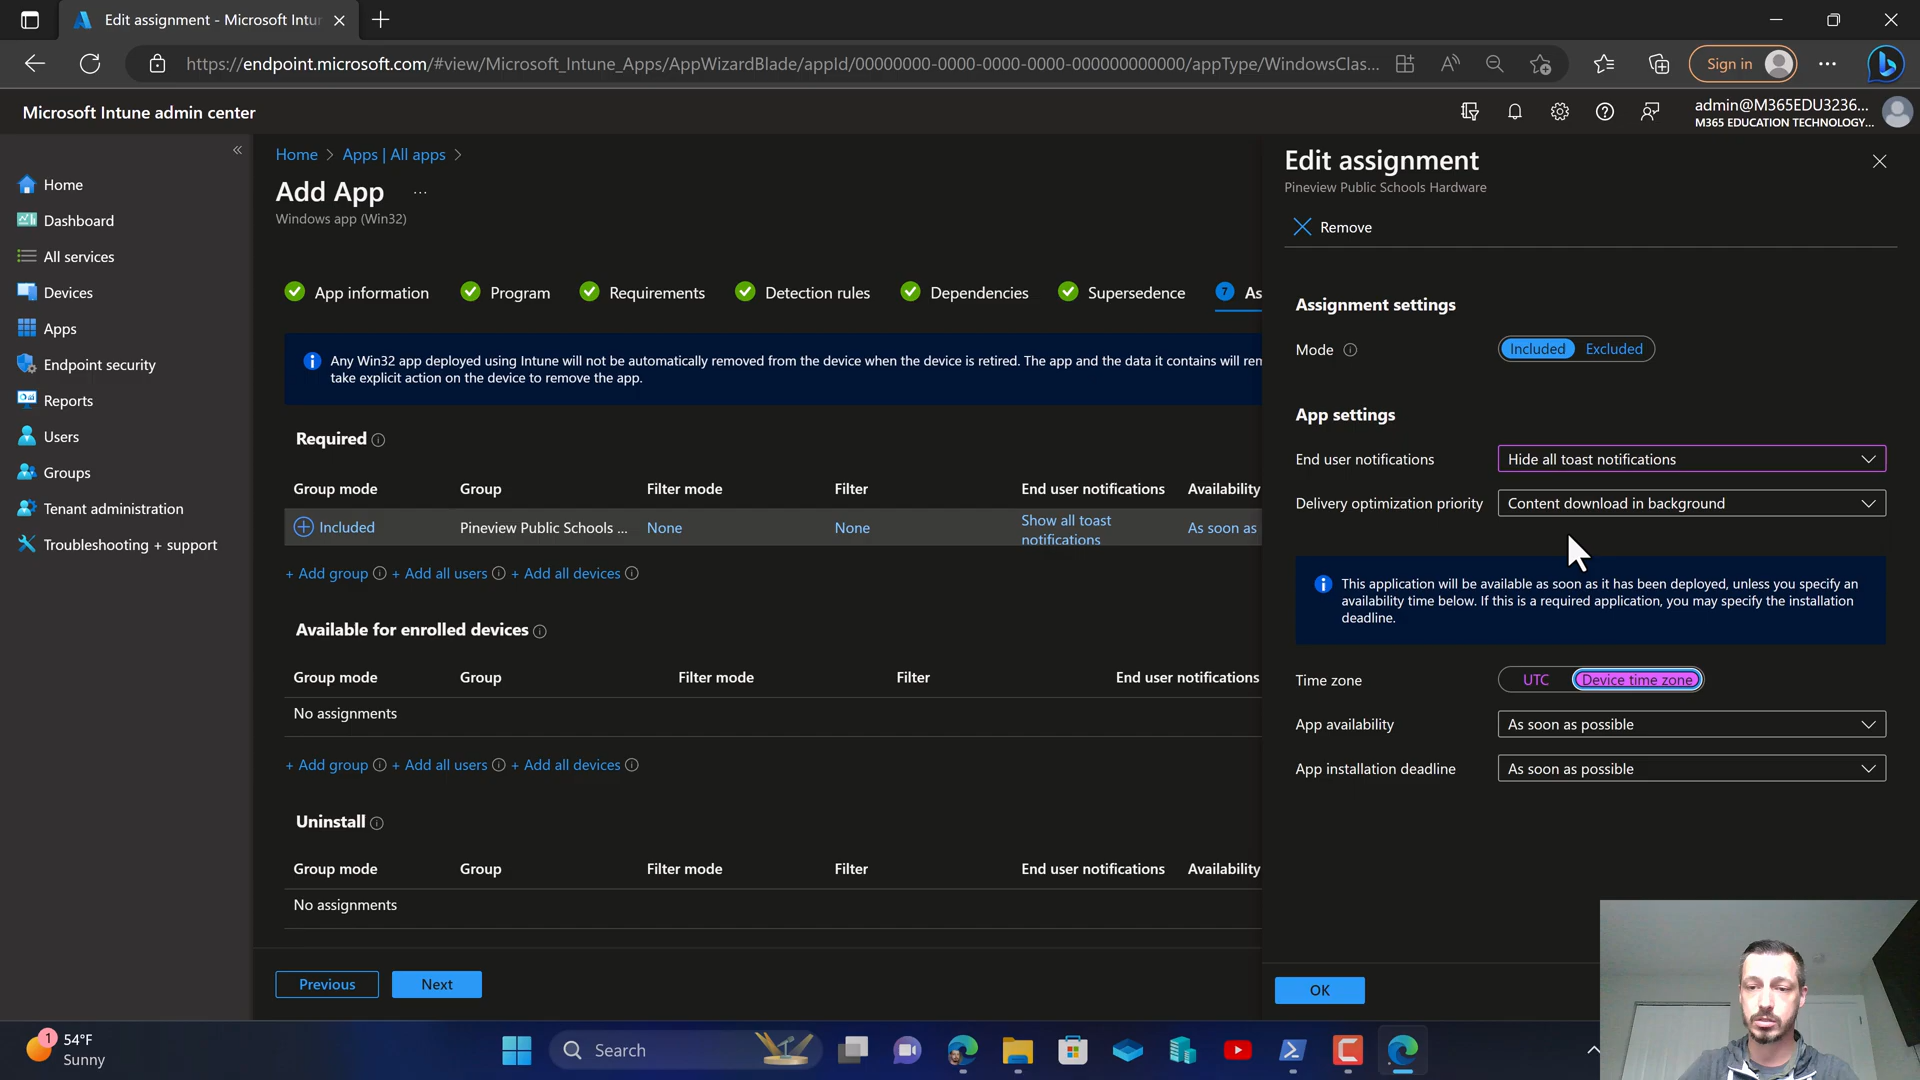 Edit assignment - Microsoft Intu
https://endpoint.microsoft.com/#view/Microsoft_Intune_Apps/AppWizardBlade/appId/00000000-0000-0000-0000-000000000000/appType/WindowsClas...
Sign in
Microsoft Intune admin center
admin@M365EDU3236...
M365 EDUCATION TECHNOLOGY...
Home
Dashboard
All services
Devices
Apps
Endpoint security
Reports
Users
Groups
Tenant administration
Troubleshooting + support
Home > Apps | All apps >
Add App ...
Windows app (Win32)
App information
Program
Requirements
Detection rules
Dependencies
Supersedence
7 As
Any Win32 app deployed using Intune will not be automatically removed from the device when the device is retired. The app and the data it contains will rem
take explicit action on the device to remove the app.
Required
Group mode Group Filter mode Filter End user notifications Availability
Included Pineview Public Schools ... None None Show all toast notifications As soon as
+ Add group + Add all users + Add all devices
Available for enrolled devices
Group mode Group Filter mode Filter End user notifications
No assignments
+ Add group + Add all users + Add all devices
Uninstall
Group mode Group Filter mode Filter End user notifications Availability
No assignments
Previous Next
Edit assignment
Pineview Public Schools Hardware
Remove
Assignment settings
Mode Included Excluded
App settings
End user notifications Hide all toast notifications
Delivery optimization priority Content download in background
This application will be available as soon as it has been deployed, unless you specify an
availability time below. If this is a required application, you may specify the installation
deadline.
Time zone UTC Device time zone
App availability As soon as possible
App installation deadline As soon as possible
OK
1
54°F
Sunny
Search